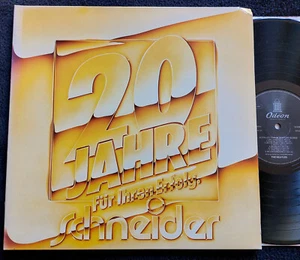 20
JAHRE
für Ihren Erfolg.
Schneider
Odeon